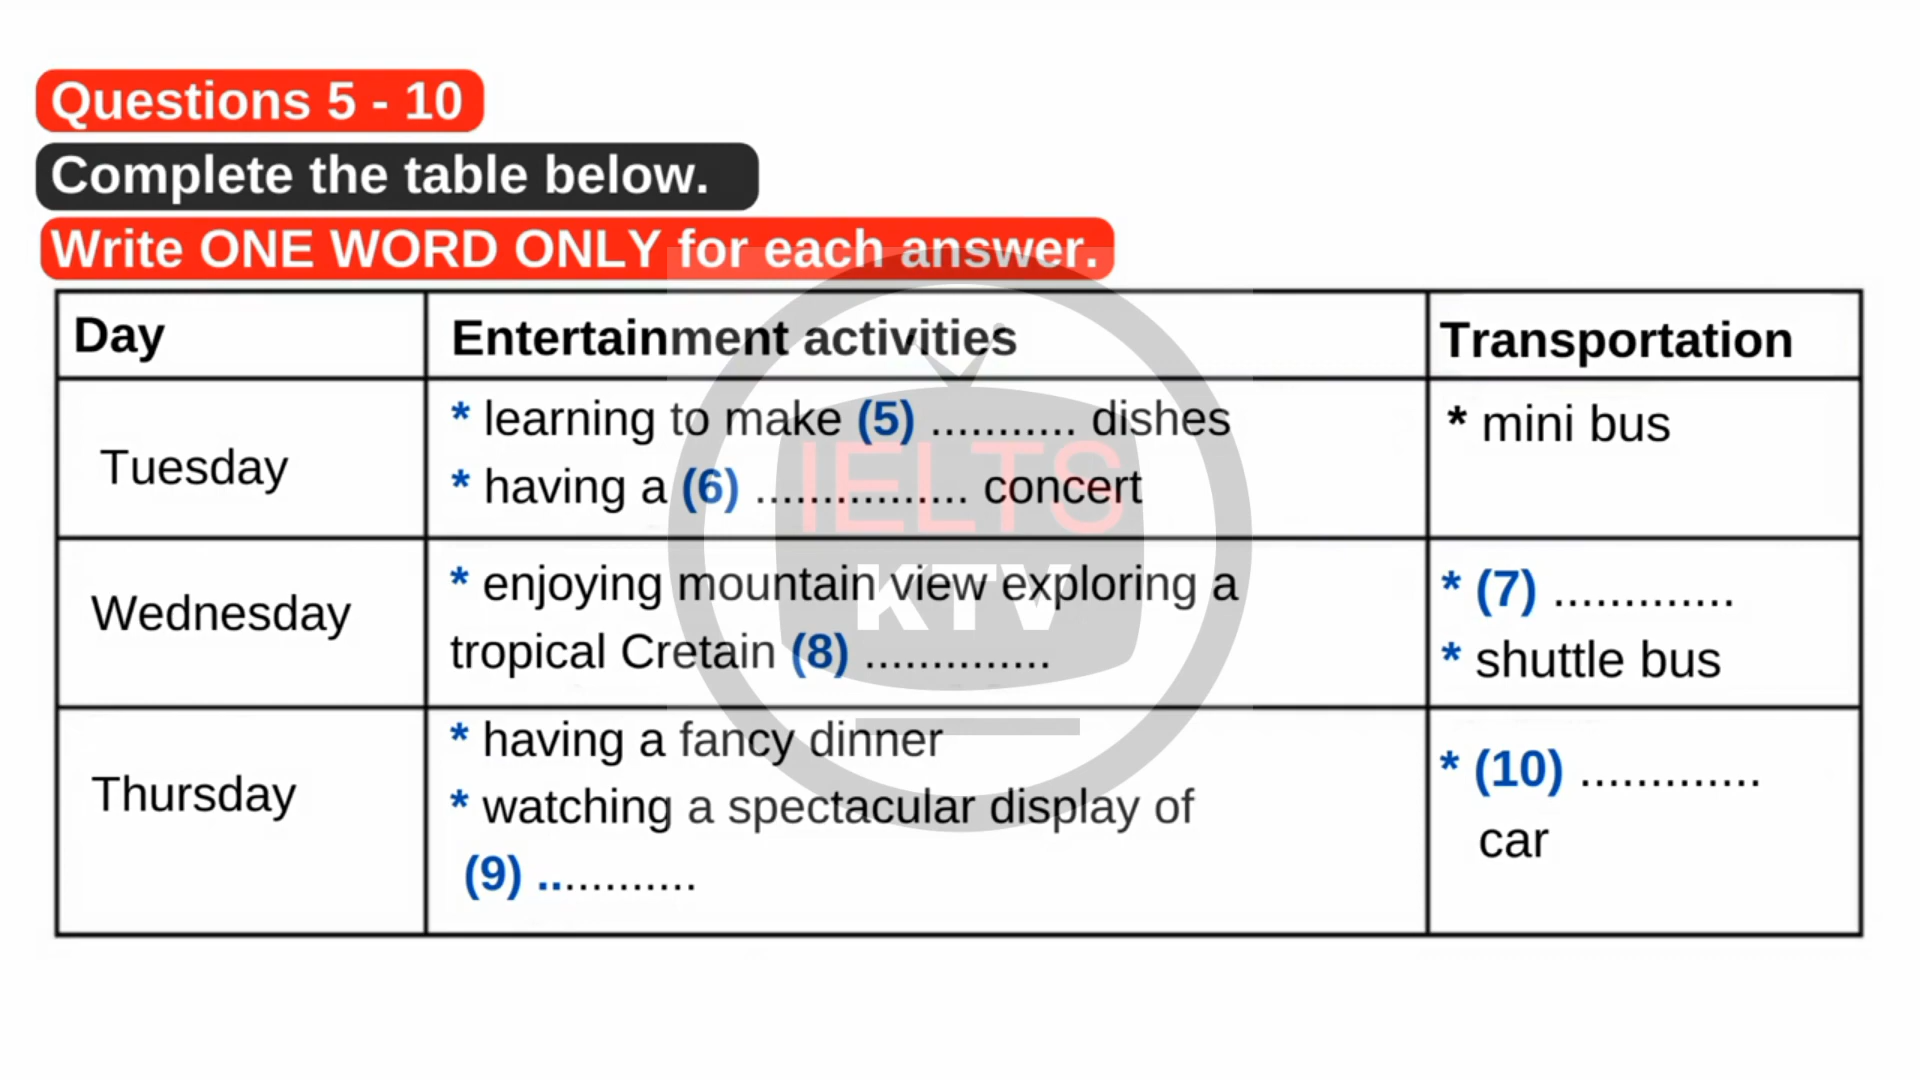 Questions 5 - 10
Complete the table below.
Write ONE WORD ONLY for each answer.
Day
Entertainment activities
Transportation
Tuesday
* learning to make (5) ........... dishes
* having a (6) ................ concert
* mini bus
Wednesday
* enjoying mountain view exploring a
tropical Cretain (8) ..............
* (7) .............
* shuttle bus
Thursday
* having a fancy dinner
* watching a spectacular display of
(9) ............
* (10) .............
car
IELTS
KTV